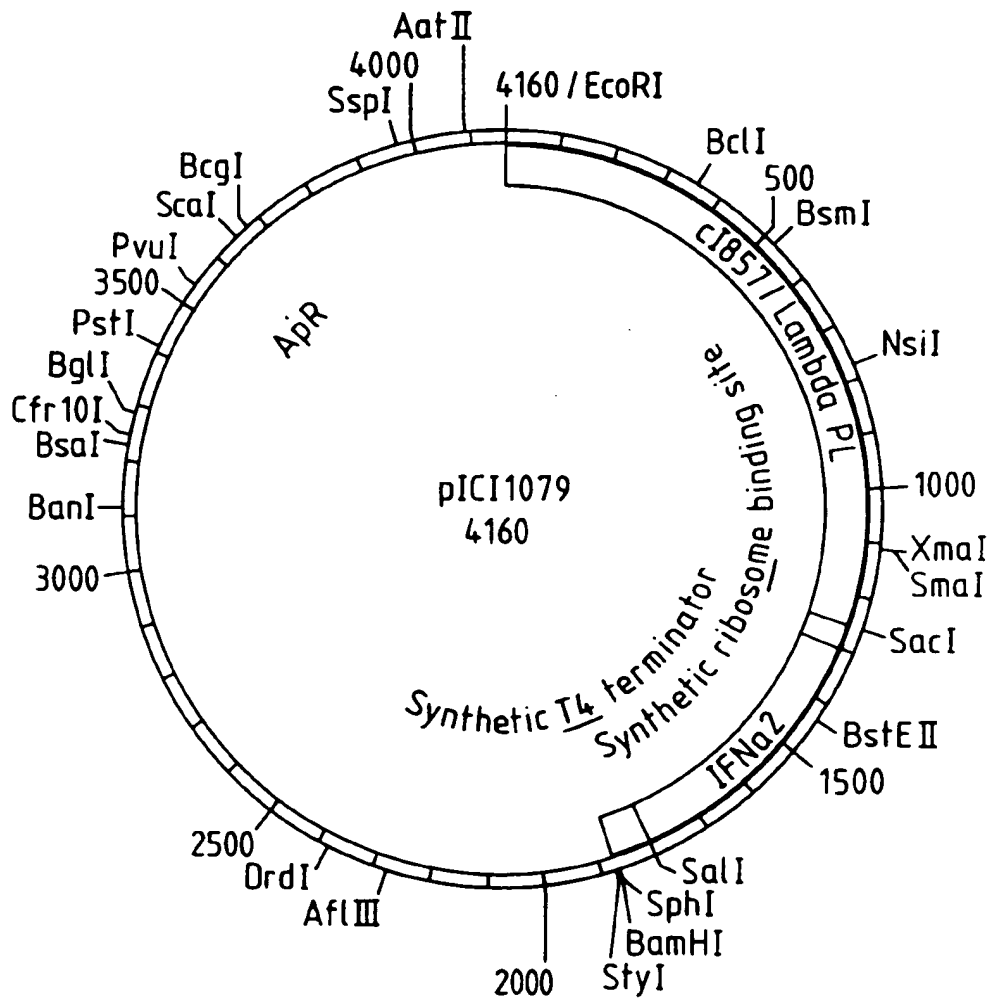 AatII
4000
SspI
4160 / EcoRI
BclI
500
BsmI
NsiI
1000
XmaI
SmaI
SacI
BstEII
1500
SalI
SphI
BamHI
StyI
2000
AflIII
DrdI
2500
3000
BanI
BsaI
Cfr10I
BglI
PstI
3500
PvuI
ScaI
BcgI
ApR
cI857/Lambda PL
Synthetic ribosome binding site
Synthetic T4 terminator
IFNa2
pICI1079
4160